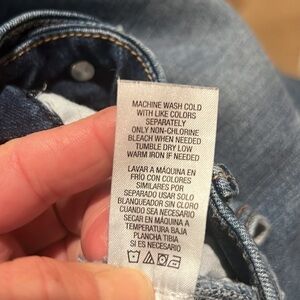 MACHINE WASH COLD
WITH LIKE COLORS
SEPARATELY
ONLY NON-CHLORINE
BLEACH WHEN NEEDED
TUMBLE DRY LOW
WARM IRON IF NEEDED
LAVAR A MÁQUINA EN
FRÍO CON COLORES
SIMILARES POR
SEPARADO USAR SOLO
BLANQUEADOR SIN CLORO
CUANDO SEA NECESARIO
SECAR EN MÁQUINA A
TEMPERATURA BAJA
PLANCHA TIBIA
SI ES NECESARIO